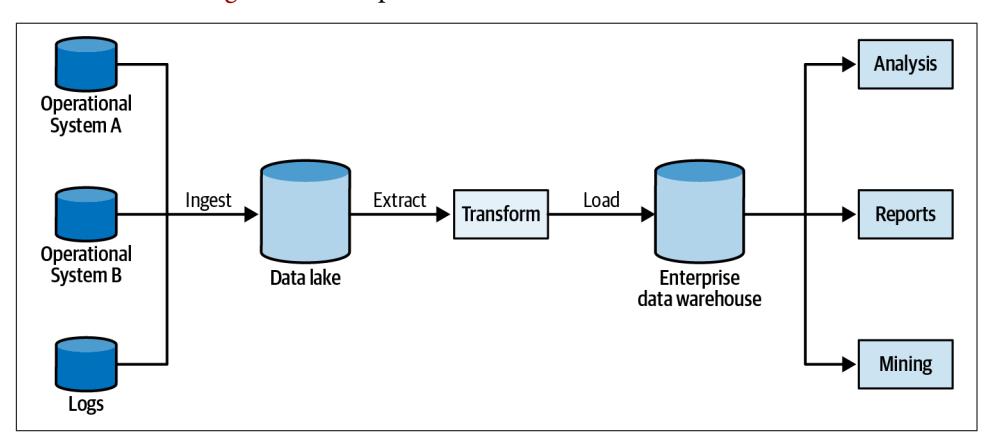 Operational
System A
Operational
System B
Logs
Ingest
Data lake
Extract
Transform
Load
Enterprise
data warehouse
Analysis
Reports
Mining